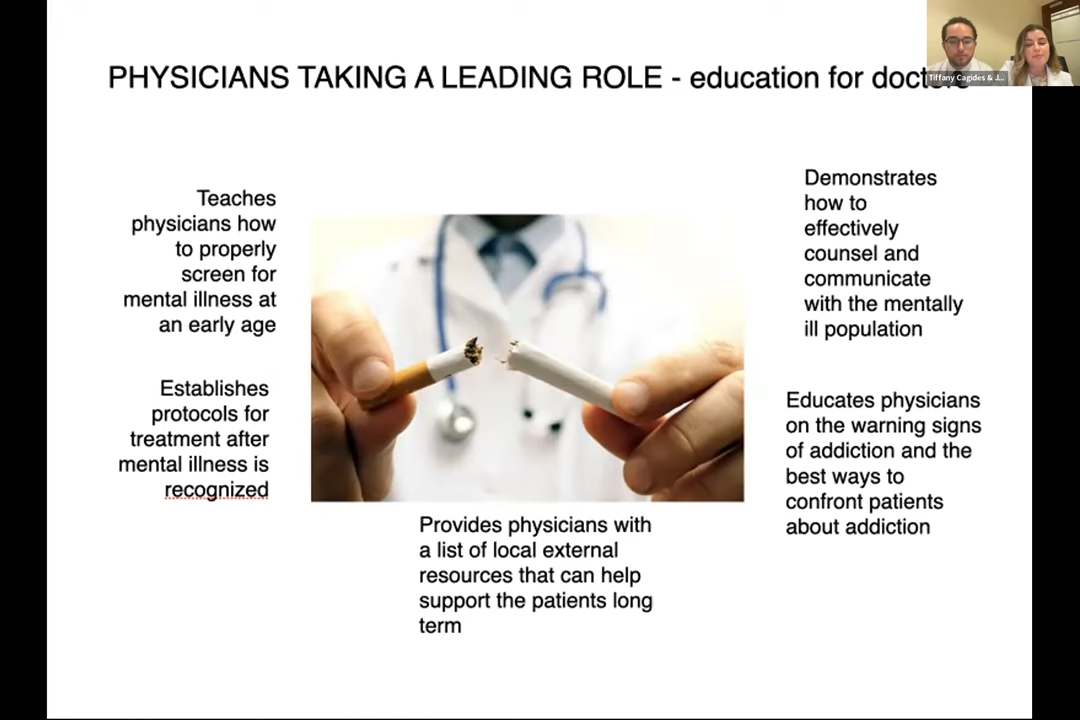 PHYSICIANS TAKING A LEADING ROLE - education for doctors
Tiffany Cagides & J...
Teaches
physicians how
to properly
screen for
mental illness at
an early age
Establishes
protocols for
treatment after
mental illness is
recognized
Provides physicians with
a list of local external
resources that can help
support the patients long
term
Demonstrates
how to
effectively
counsel and
communicate
with the mentally
ill population
Educates physicians
on the warning signs
of addiction and the
best ways to
confront patients
about addiction